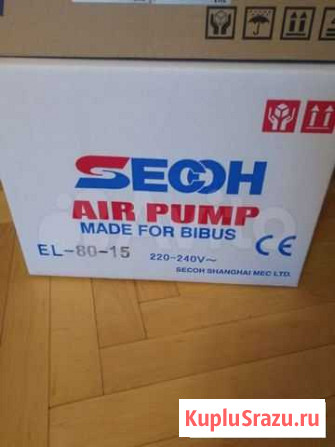 SECOH
AIR PUMP
MADE FOR BIBUS
EL-80-15 220-240V~ CE
SECOH SHANGHAI MEC LTD.
KupluSrazu.ru